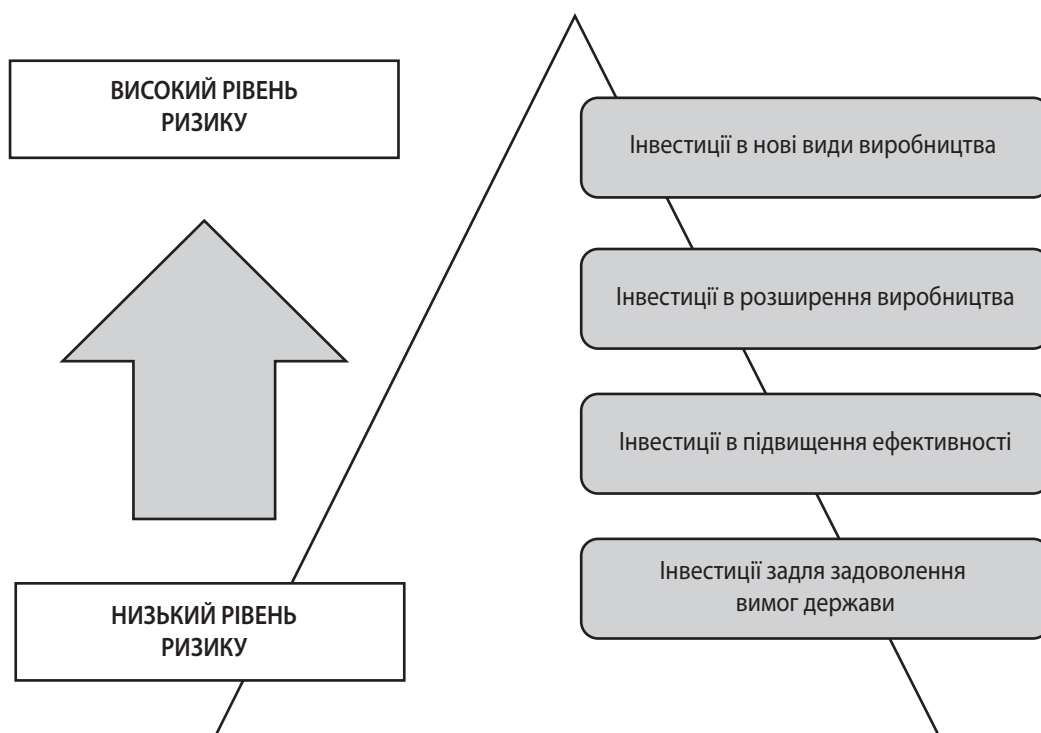 ВИСОКИЙ РІВЕНЬ
РИЗИКУ
Інвестиції в нові види виробництва
Інвестиції в розширення виробництва
Інвестиції в підвищення ефективності
Інвестиції задля задоволення
вимог держави
НИЗЬКИЙ РІВЕНЬ
РИЗИКУ